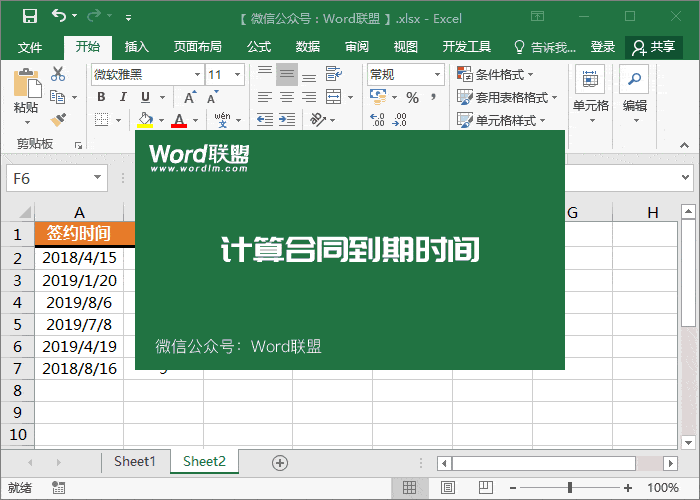 【 微信公众号：Word联盟 】.xlsx - Excel
文件 开始 插入 页面布局 公式 数据 审阅 视图 开发工具 告诉我... 登录 共享
粘贴
微软雅黑 11
B I U A A
A wén 文
常规
% ,
.00
条件格式
套用表格格式
单元格样式
单元格
编辑
剪贴板
F6
A G H
1 签约时间
2 2018/4/15
3 2019/1/20
4 2019/8/6
5 2019/7/8
6 2019/4/19
7 2018/8/16
8
9
10
Word联盟
www.wordlm.com
计算合同到期时间
微信公众号：Word联盟
Sheet1 Sheet2
就绪 100%